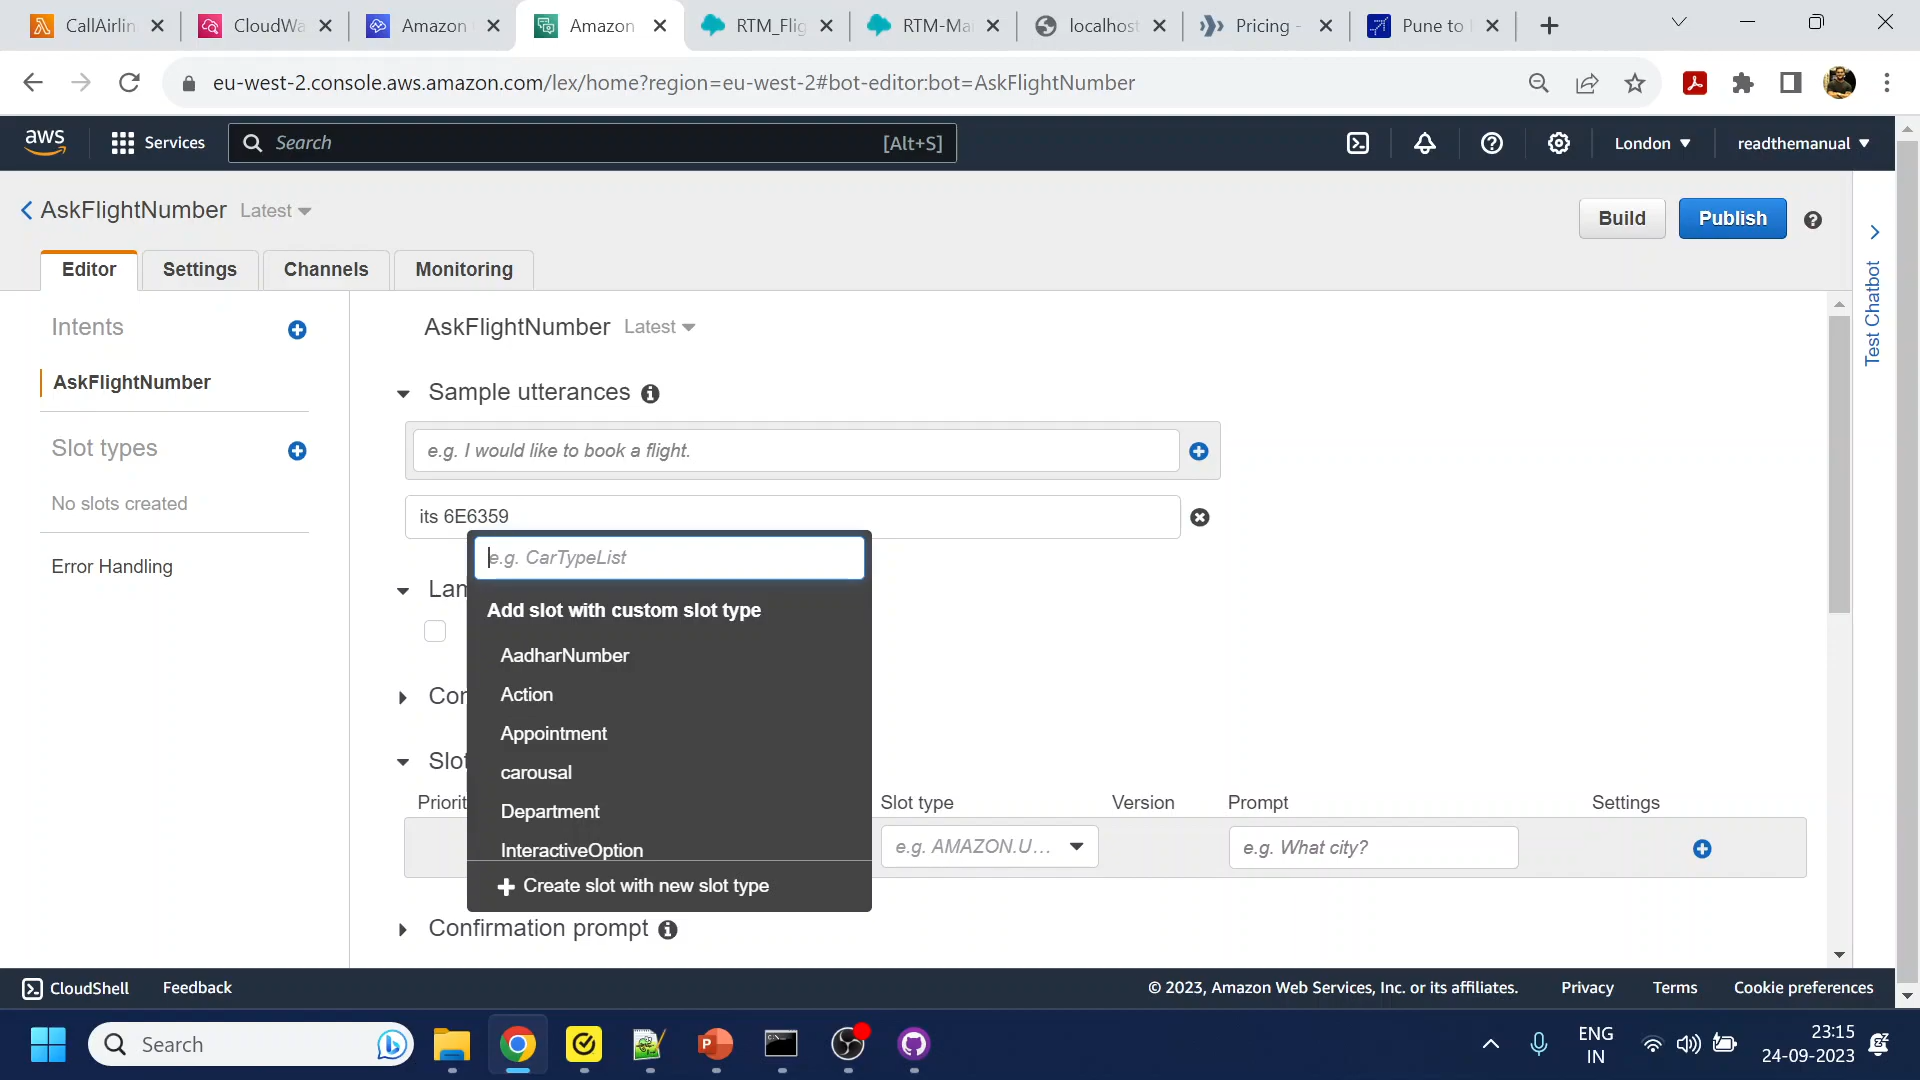 CallAirlin
CloudWa
Amazon
Amazon
RTM_Flig
RTM-Mai
localhost
Pricing -
Pune to
eu-west-2.console.aws.amazon.com/lex/home?region=eu-west-2#bot-editor:bot=AskFlightNumber
aws
Services
Search
[Alt+S]
London
readthemanual
AskFlightNumber Latest
Build
Publish
Editor
Settings
Channels
Monitoring
Test Chatbot
Intents
AskFlightNumber
Slot types
No slots created
Error Handling
AskFlightNumber Latest
Sample utterances
e.g. I would like to book a flight.
its 6E6359
e.g. CarTypeList
Add slot with custom slot type
AadharNumber
Action
Appointment
carousal
Department
InteractiveOption
Create slot with new slot type
Lam
Con
Slot
Priorit
Slot type
Version
Prompt
Settings
e.g. AMAZON.U...
e.g. What city?
Confirmation prompt
CloudShell
Feedback
© 2023, Amazon Web Services, Inc. or its affiliates.
Privacy
Terms
Cookie preferences
Search
ENG
IN
23:15
24-09-2023